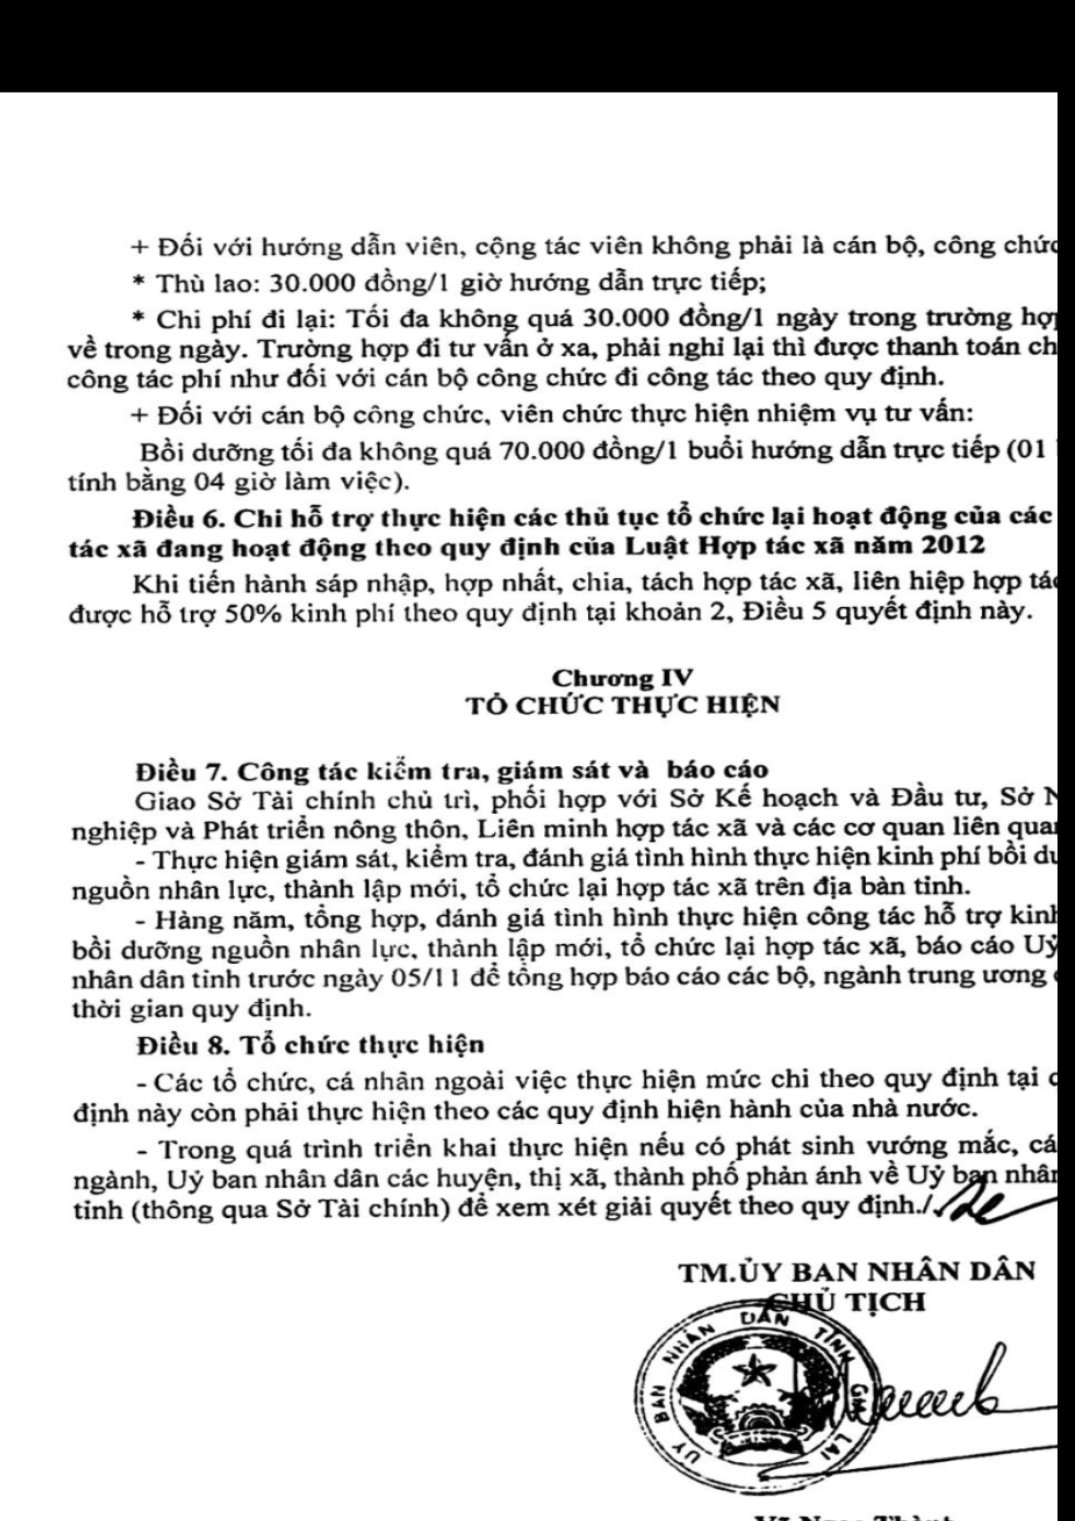 + Đối với hướng dẫn viên, cộng tác viên không phải là cán bộ, công chức
* Thù lao: 30.000 đồng/1 giờ hướng dẫn trực tiếp;
* Chi phí đi lại: Tối đa không quá 30.000 đồng/1 ngày trong trường hợp
về trong ngày. Trường hợp đi tư vấn ở xa, phải nghỉ lại thì được thanh toán ch
công tác phí như đối với cán bộ công chức đi công tác theo quy định.
+ Đối với cán bộ công chức, viên chức thực hiện nhiệm vụ tư vấn:
Bồi dưỡng tối đa không quá 70.000 đồng/1 buổi hướng dẫn trực tiếp (01
tính bằng 04 giờ làm việc).
Điều 6. Chi hỗ trợ thực hiện các thủ tục tổ chức lại hoạt động của các
tác xã đang hoạt động theo quy định của Luật Hợp tác xã năm 2012
Khi tiến hành sáp nhập, hợp nhất, chia, tách hợp tác xã, liên hiệp hợp tác
được hỗ trợ 50% kinh phí theo quy định tại khoản 2, Điều 5 quyết định này.
Chương IV
TỔ CHỨC THỰC HIỆN
Điều 7. Công tác kiểm tra, giám sát và báo cáo
Giao Sở Tài chính chủ trì, phối hợp với Sở Kế hoạch và Đầu tư, Sở N
nghiệp và Phát triển nông thôn, Liên minh hợp tác xã và các cơ quan liên quan
- Thực hiện giám sát, kiểm tra, đánh giá tình hình thực hiện kinh phí bồi dư
nguồn nhân lực, thành lập mới, tổ chức lại hợp tác xã trên địa bàn tỉnh.
- Hàng năm, tổng hợp, đánh giá tình hình thực hiện công tác hỗ trợ kinh
bồi dưỡng nguồn nhân lực, thành lập mới, tổ chức lại hợp tác xã, báo cáo Uỷ
nhân dân tỉnh trước ngày 05/11 để tổng hợp báo cáo các bộ, ngành trung ương
thời gian quy định.
Điều 8. Tổ chức thực hiện
- Các tổ chức, cá nhân ngoài việc thực hiện mức chi theo quy định tại
định này còn phải thực hiện theo các quy định hiện hành của nhà nước.
- Trong quá trình triển khai thực hiện nếu có phát sinh vướng mắc, cá
ngành, Uỷ ban nhân dân các huyện, thị xã, thành phố phản ánh về Uỷ ban nhân
tỉnh (thông qua Sở Tài chính) để xem xét giải quyết theo quy định./.
TM.ỦY BAN NHÂN DÂN
CHỦ TỊCH
ỦY BAN NHÂN DÂN TỈNH GIA LAI